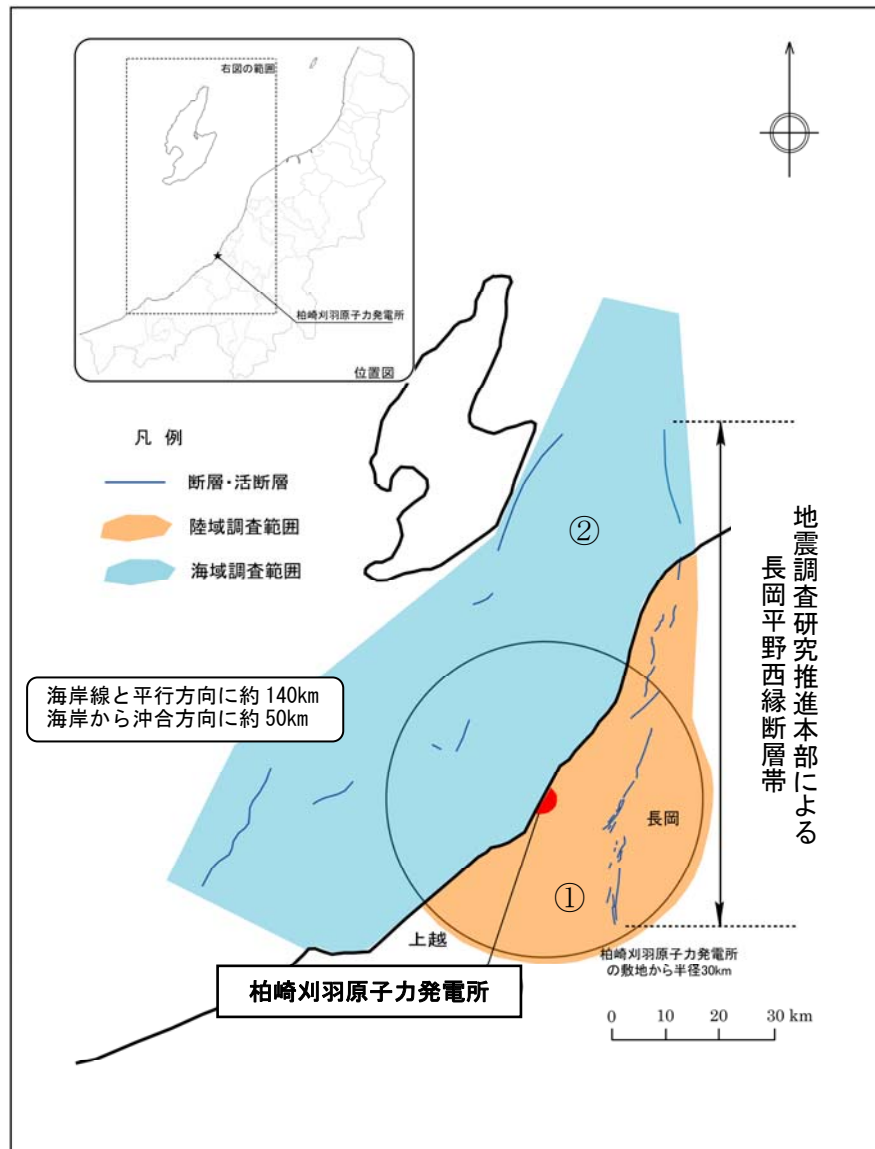 右図の範囲
柏崎刈羽原子力発電所
位置図
凡 例
断層・活断層
陸域調査範囲
海域調査範囲
②
地震調査研究推進本部による
長岡平野西縁断層帯
海岸線と平行方向に約 140km
海岸から沖合方向に約 50km
長岡
①
上越
柏崎刈羽原子力発電所
の敷地から半径30km
柏崎刈羽原子力発電所
0 10 20 30 km